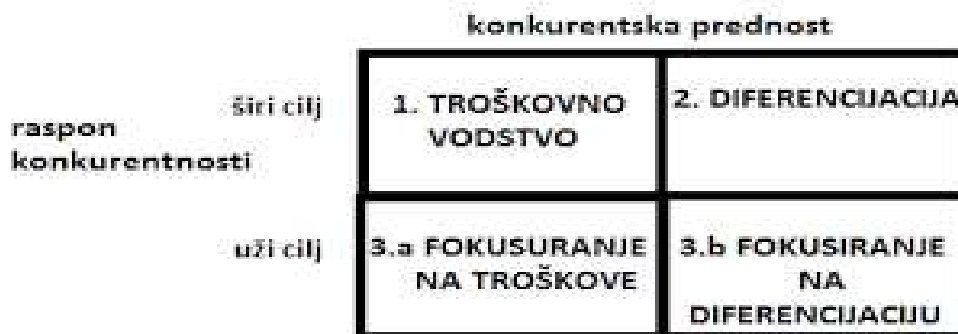 konkurentska prednost
širi cilj
1. TROŠKOVNO
VODSTVO
2. DIFERENCIJACIJA
raspon
konkurentnosti
uži cilj
3.a FOKUSURANJE
NA TROŠKOVE
3.b FOKUSIRANJE
NA
DIFERENCIJACIJU